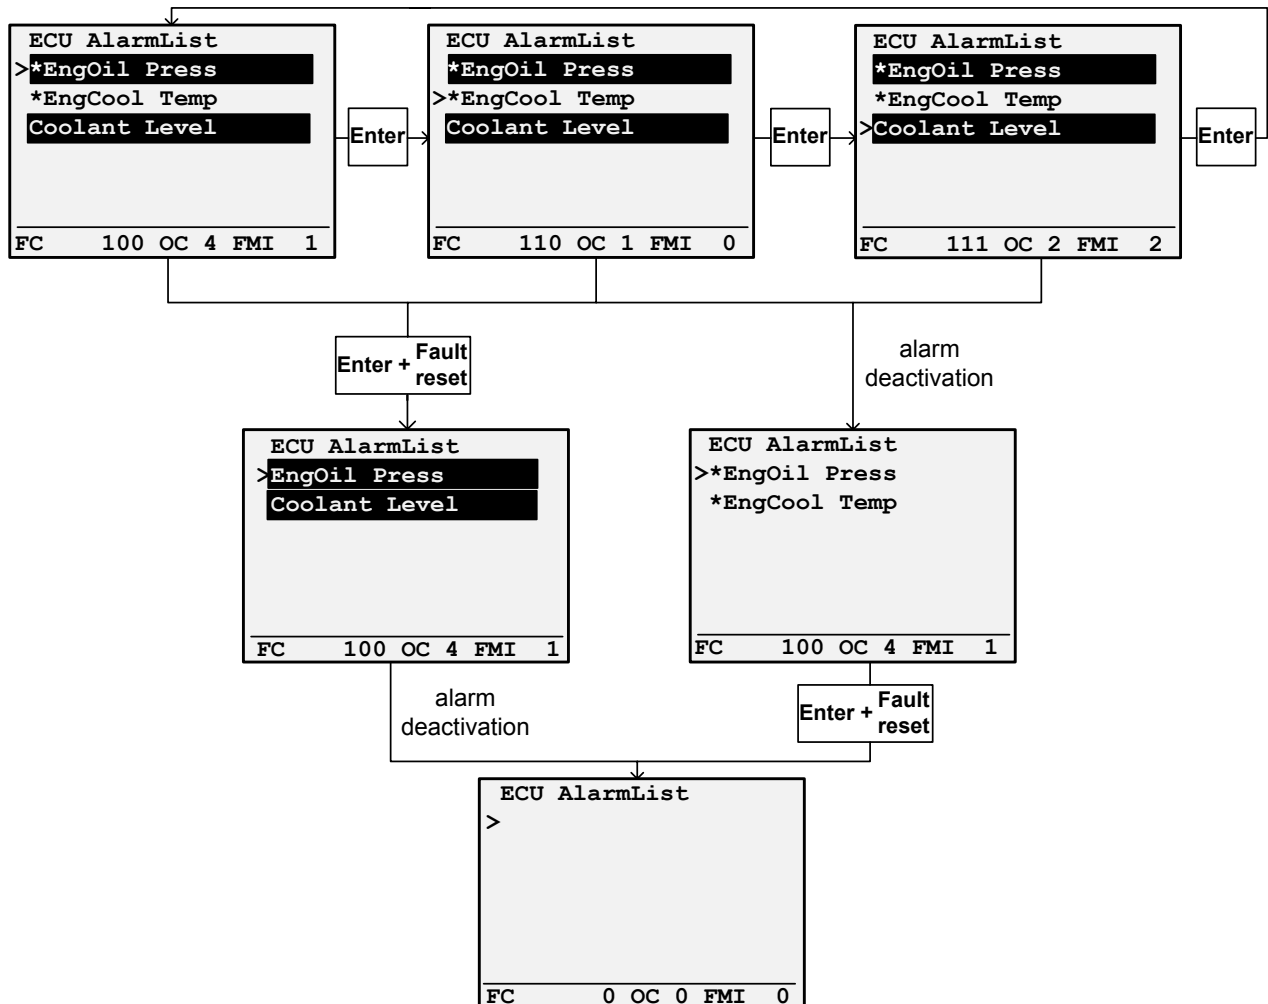 ECU AlarmList
>*EngOil Press
*EngCool Temp
Coolant Level
FC 100 OC 4 FMI 1
Enter
ECU AlarmList
*EngOil Press
>*EngCool Temp
Coolant Level
FC 110 OC 1 FMI 0
Enter
ECU AlarmList
*EngOil Press
*EngCool Temp
>Coolant Level
FC 111 OC 2 FMI 2
Enter
Enter + Fault
reset
alarm
deactivation
ECU AlarmList
>EngOil Press
Coolant Level
FC 100 OC 4 FMI 1
ECU AlarmList
>*EngOil Press
*EngCool Temp
FC 100 OC 4 FMI 1
alarm
deactivation
Enter + Fault
reset
ECU AlarmList
>
FC 0 OC 0 FMI 0